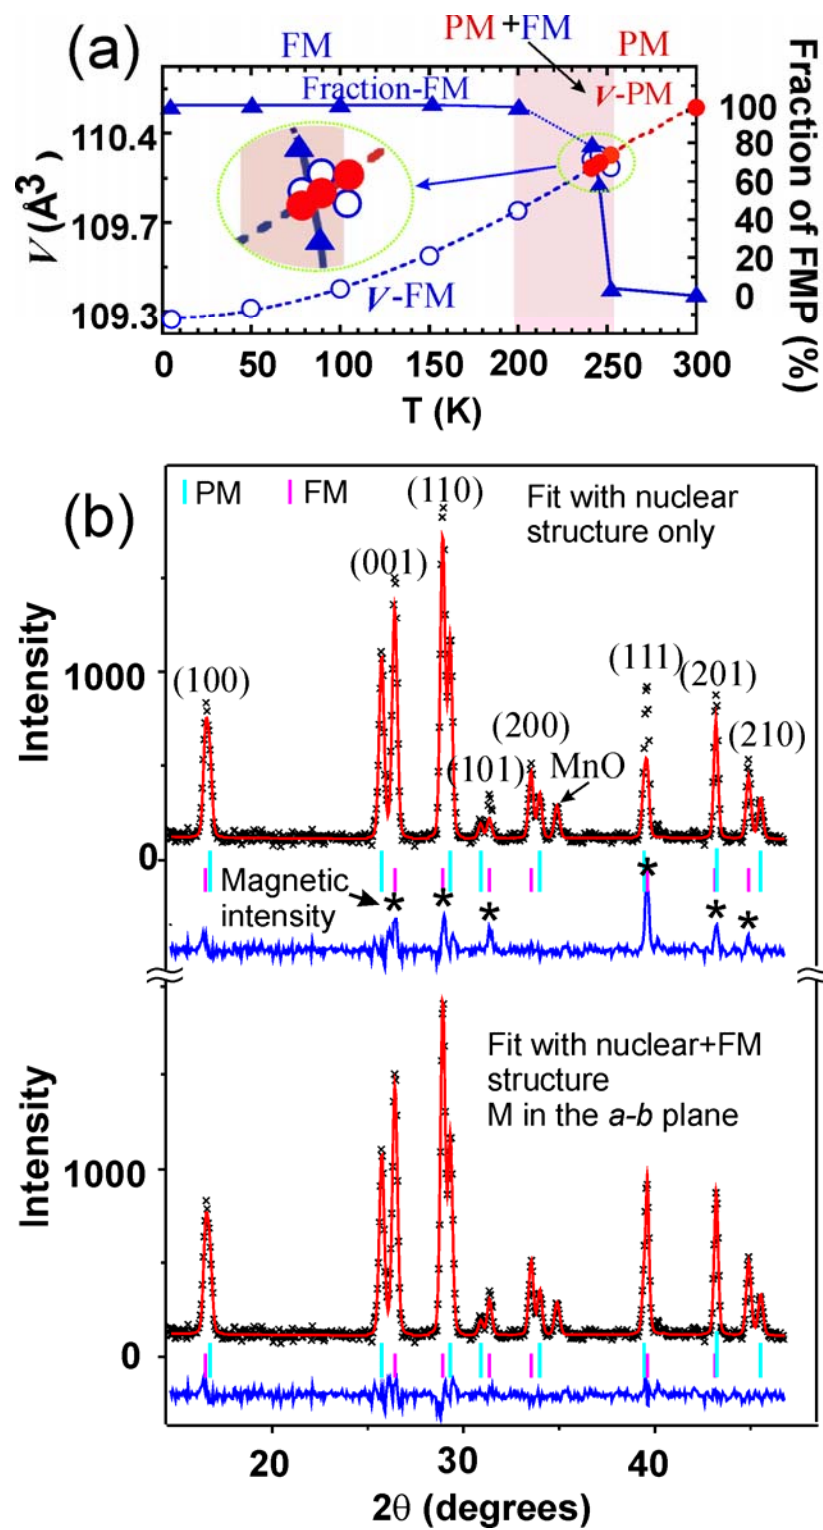 (a)
FM
PM+FM
PM
Fraction-FM
V-PM
V-FM
110.4
109.7
109.3
V (Å3)
100
80
60
40
20
0
Fraction of FMP (%)
0
50
100
150
200
250
300
T (K)
(b)
PM
FM
Fit with nuclear
structure only
(100)
(001)
(110)
(101)
(200)
MnO
(111)
(201)
(210)
1000
0
Intensity
Magnetic
intensity
* * * * * *
Fit with nuclear+FM
structure
M in the a-b plane
1000
0
Intensity
20
30
40
2θ (degrees)